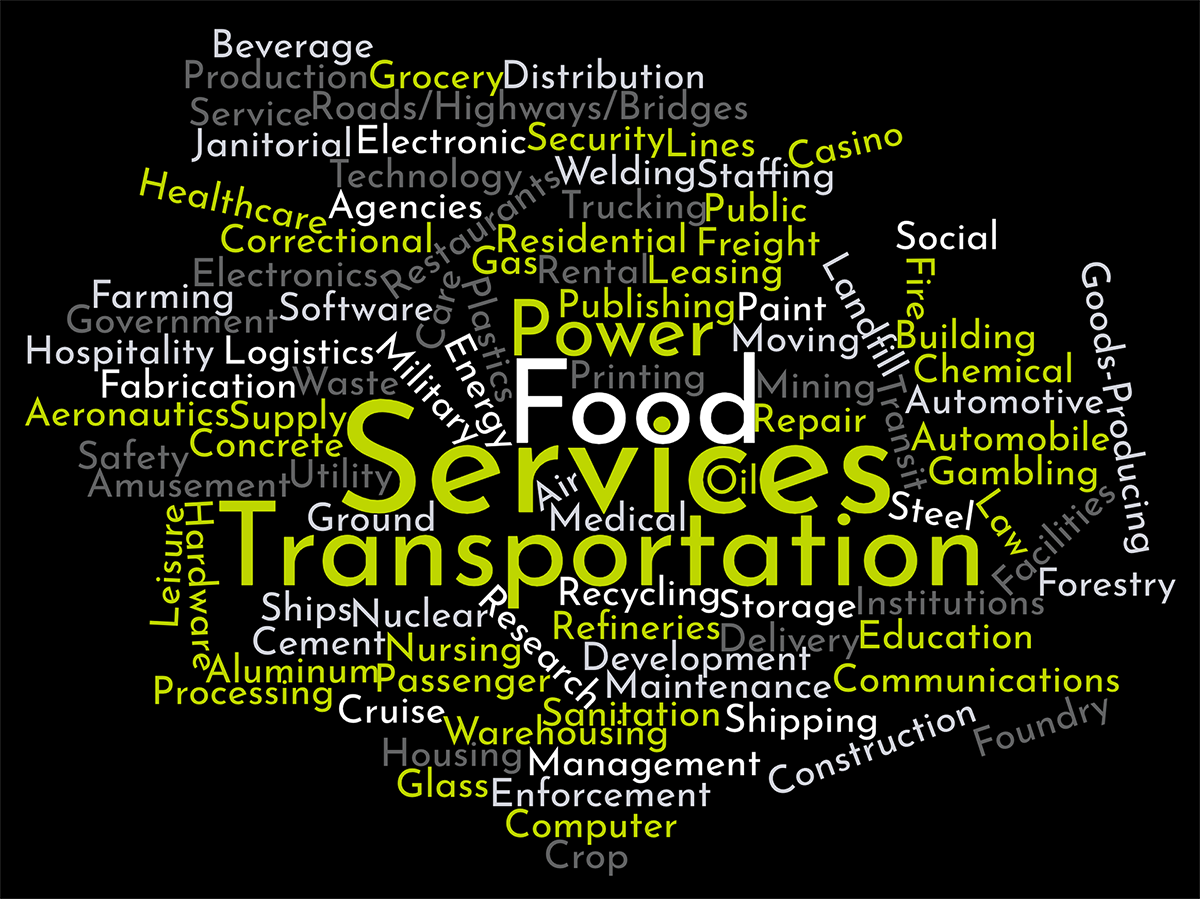 Beverage
Production Grocery Distribution
Service Roads/Highways/Bridges
Janitorial Electronic Security Lines Casino
Technology Restaurants Welding Staffing
Healthcare Agencies Trucking Public
Correctional Residential Freight Social
Electronics Care Gas Rental Leasing Landfill Fire
Farming Software Plastics Publishing Paint Goods-Producing
Government Power Moving Building
Hospitality Logistics Military Energy
Fabrication Waste Printing Mining Transit Chemical
Food Automotive
Aeronautics Supply Repair
Concrete Automobile
Safety Services Oil Gambling
Amusement Utility Air
Leisure Hardware Ground Medical Steel Law Facilities
Transportation
Forestry
Ships Nuclear Research Recycling Storage Institutions
Cement Nursing Refineries Delivery Education
Aluminum Passenger Development
Processing Maintenance Communications
Cruise Sanitation Shipping Construction Foundry
Warehousing
Housing Management
Glass Enforcement
Computer
Crop